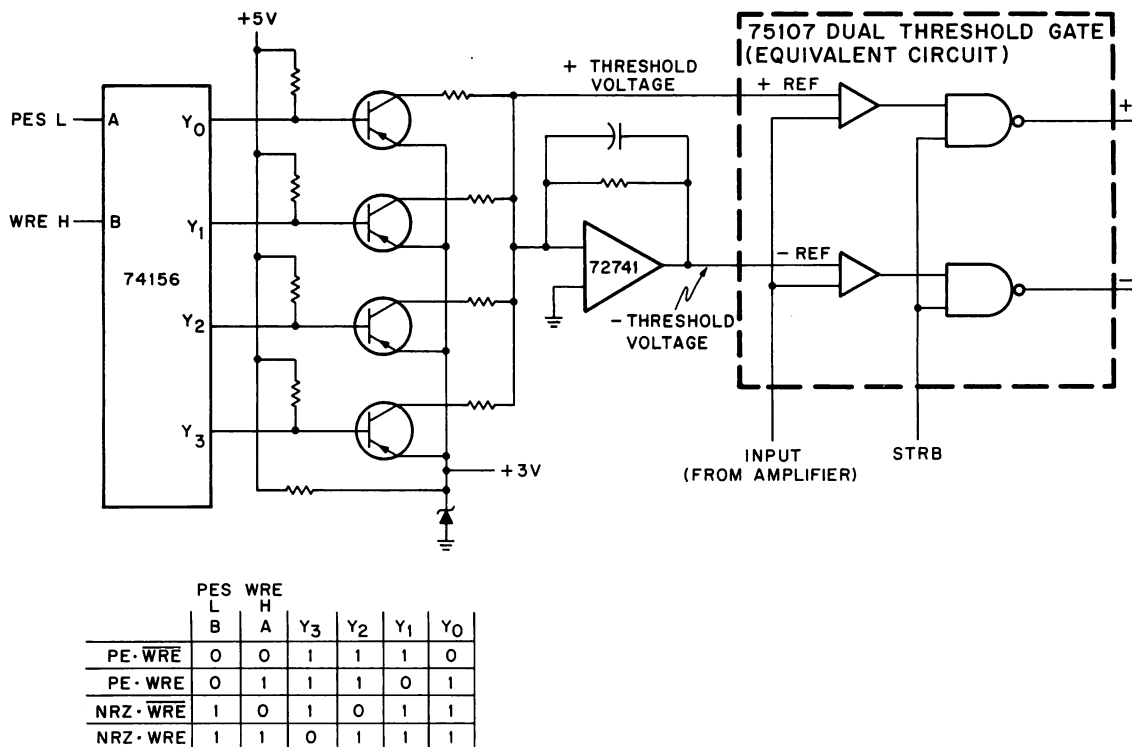 +5V
75107 DUAL THRESHOLD GATE
(EQUIVALENT CIRCUIT)
+ THRESHOLD
VOLTAGE
+ REF
PES L
A
Y0
+
WRE H
B
Y1
74156
72741
- REF
-
Y2
- THRESHOLD
VOLTAGE
Y3
+3V
INPUT
(FROM AMPLIFIER)
STRB
PES WRE
L H
B A Y3 Y2 Y1 Y0
PE·W̅R̅E̅ 0 0 1 1 1 0
PE·WRE 0 1 1 1 0 1
NRZ·W̅R̅E̅ 1 0 1 0 1 1
NRZ·WRE 1 1 0 1 1 1